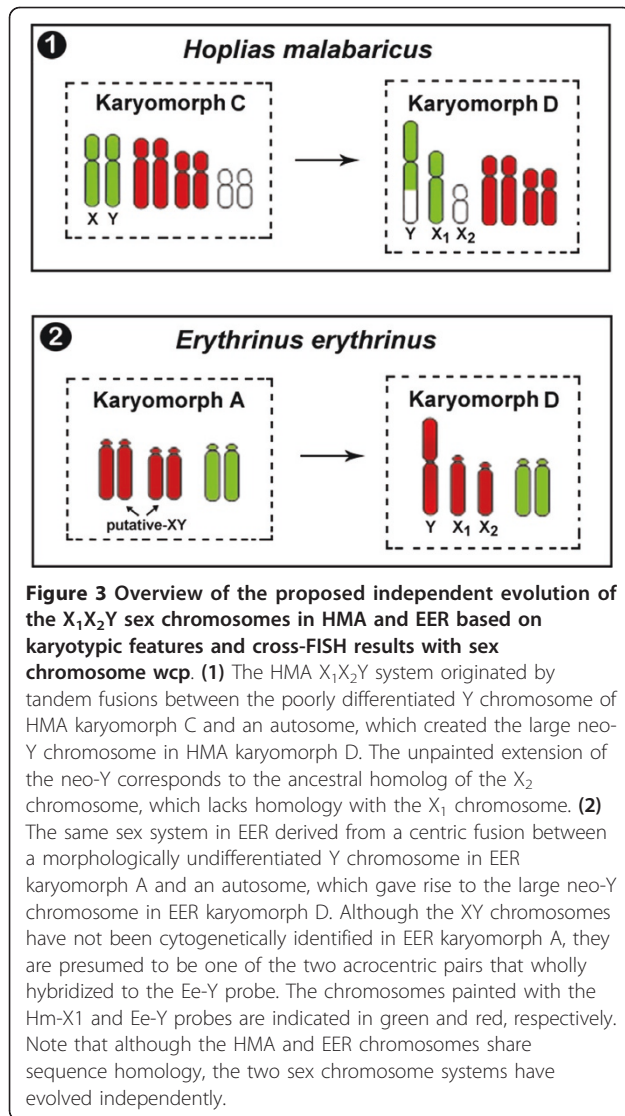 1 Hoplias malabaricus
Karyomorph C
Karyomorph D
X Y
Y X₁ X₂
2 Erythrinus erythrinus
Karyomorph A
Karyomorph D
putative-XY
Y X₁ X₂
Figure 3 Overview of the proposed independent evolution of
the X₁X₂Y sex chromosomes in HMA and EER based on
karyotypic features and cross-FISH results with sex
chromosome wcp. (1) The HMA X₁X₂Y system originated by
tandem fusions between the poorly differentiated Y chromosome of
HMA karyomorph C and an autosome, which created the large neo-
Y chromosome in HMA karyomorph D. The unpainted extension of
the neo-Y corresponds to the ancestral homolog of the X₂
chromosome, which lacks homology with the X₁ chromosome. (2)
The same sex system in EER derived from a centric fusion between
a morphologically undifferentiated Y chromosome in EER
karyomorph A and an autosome, which gave rise to the large neo-Y
chromosome in EER karyomorph D. Although the XY chromosomes
have not been cytogenetically identified in EER karyomorph A, they
are presumed to be one of the two acrocentric pairs that wholly
hybridized to the Ee-Y probe. The chromosomes painted with the
Hm-X1 and Ee-Y probes are indicated in green and red, respectively.
Note that although the HMA and EER chromosomes share
sequence homology, the two sex chromosome systems have
evolved independently.